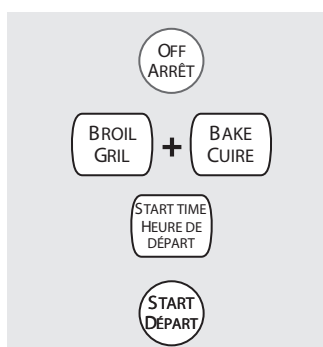 OFF
ARRÊT
BROIL
GRIL
+
BAKE
CUIRE
START TIME
HEURE DE
DÉPART
START
DÉPART